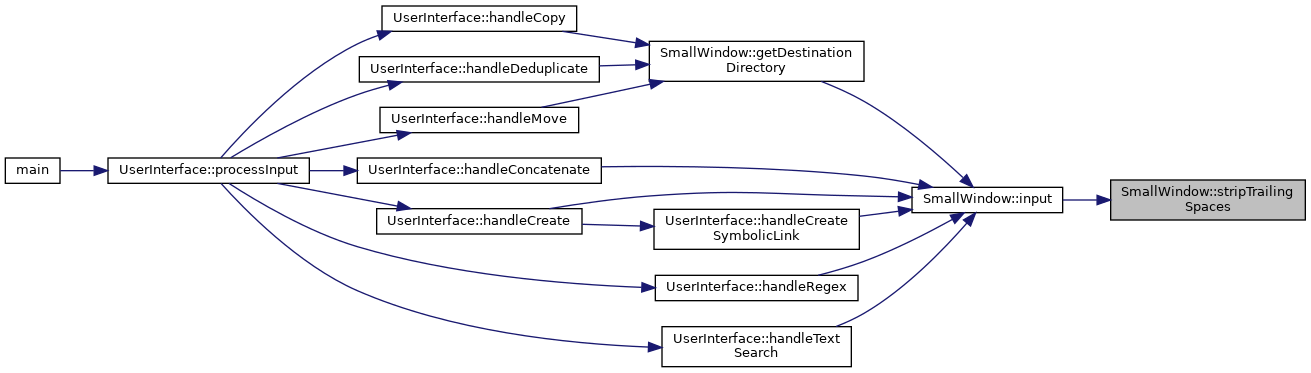 UserInterface::handleCopy
SmallWindow::getDestination
Directory
UserInterface::handleDeduplicate
UserInterface::handleMove
main
UserInterface::processInput
UserInterface::handleConcatenate
SmallWindow::input
SmallWindow::stripTrailing
Spaces
UserInterface::handleCreate
UserInterface::handleCreate
SymbolicLink
UserInterface::handleRegex
UserInterface::handleText
Search